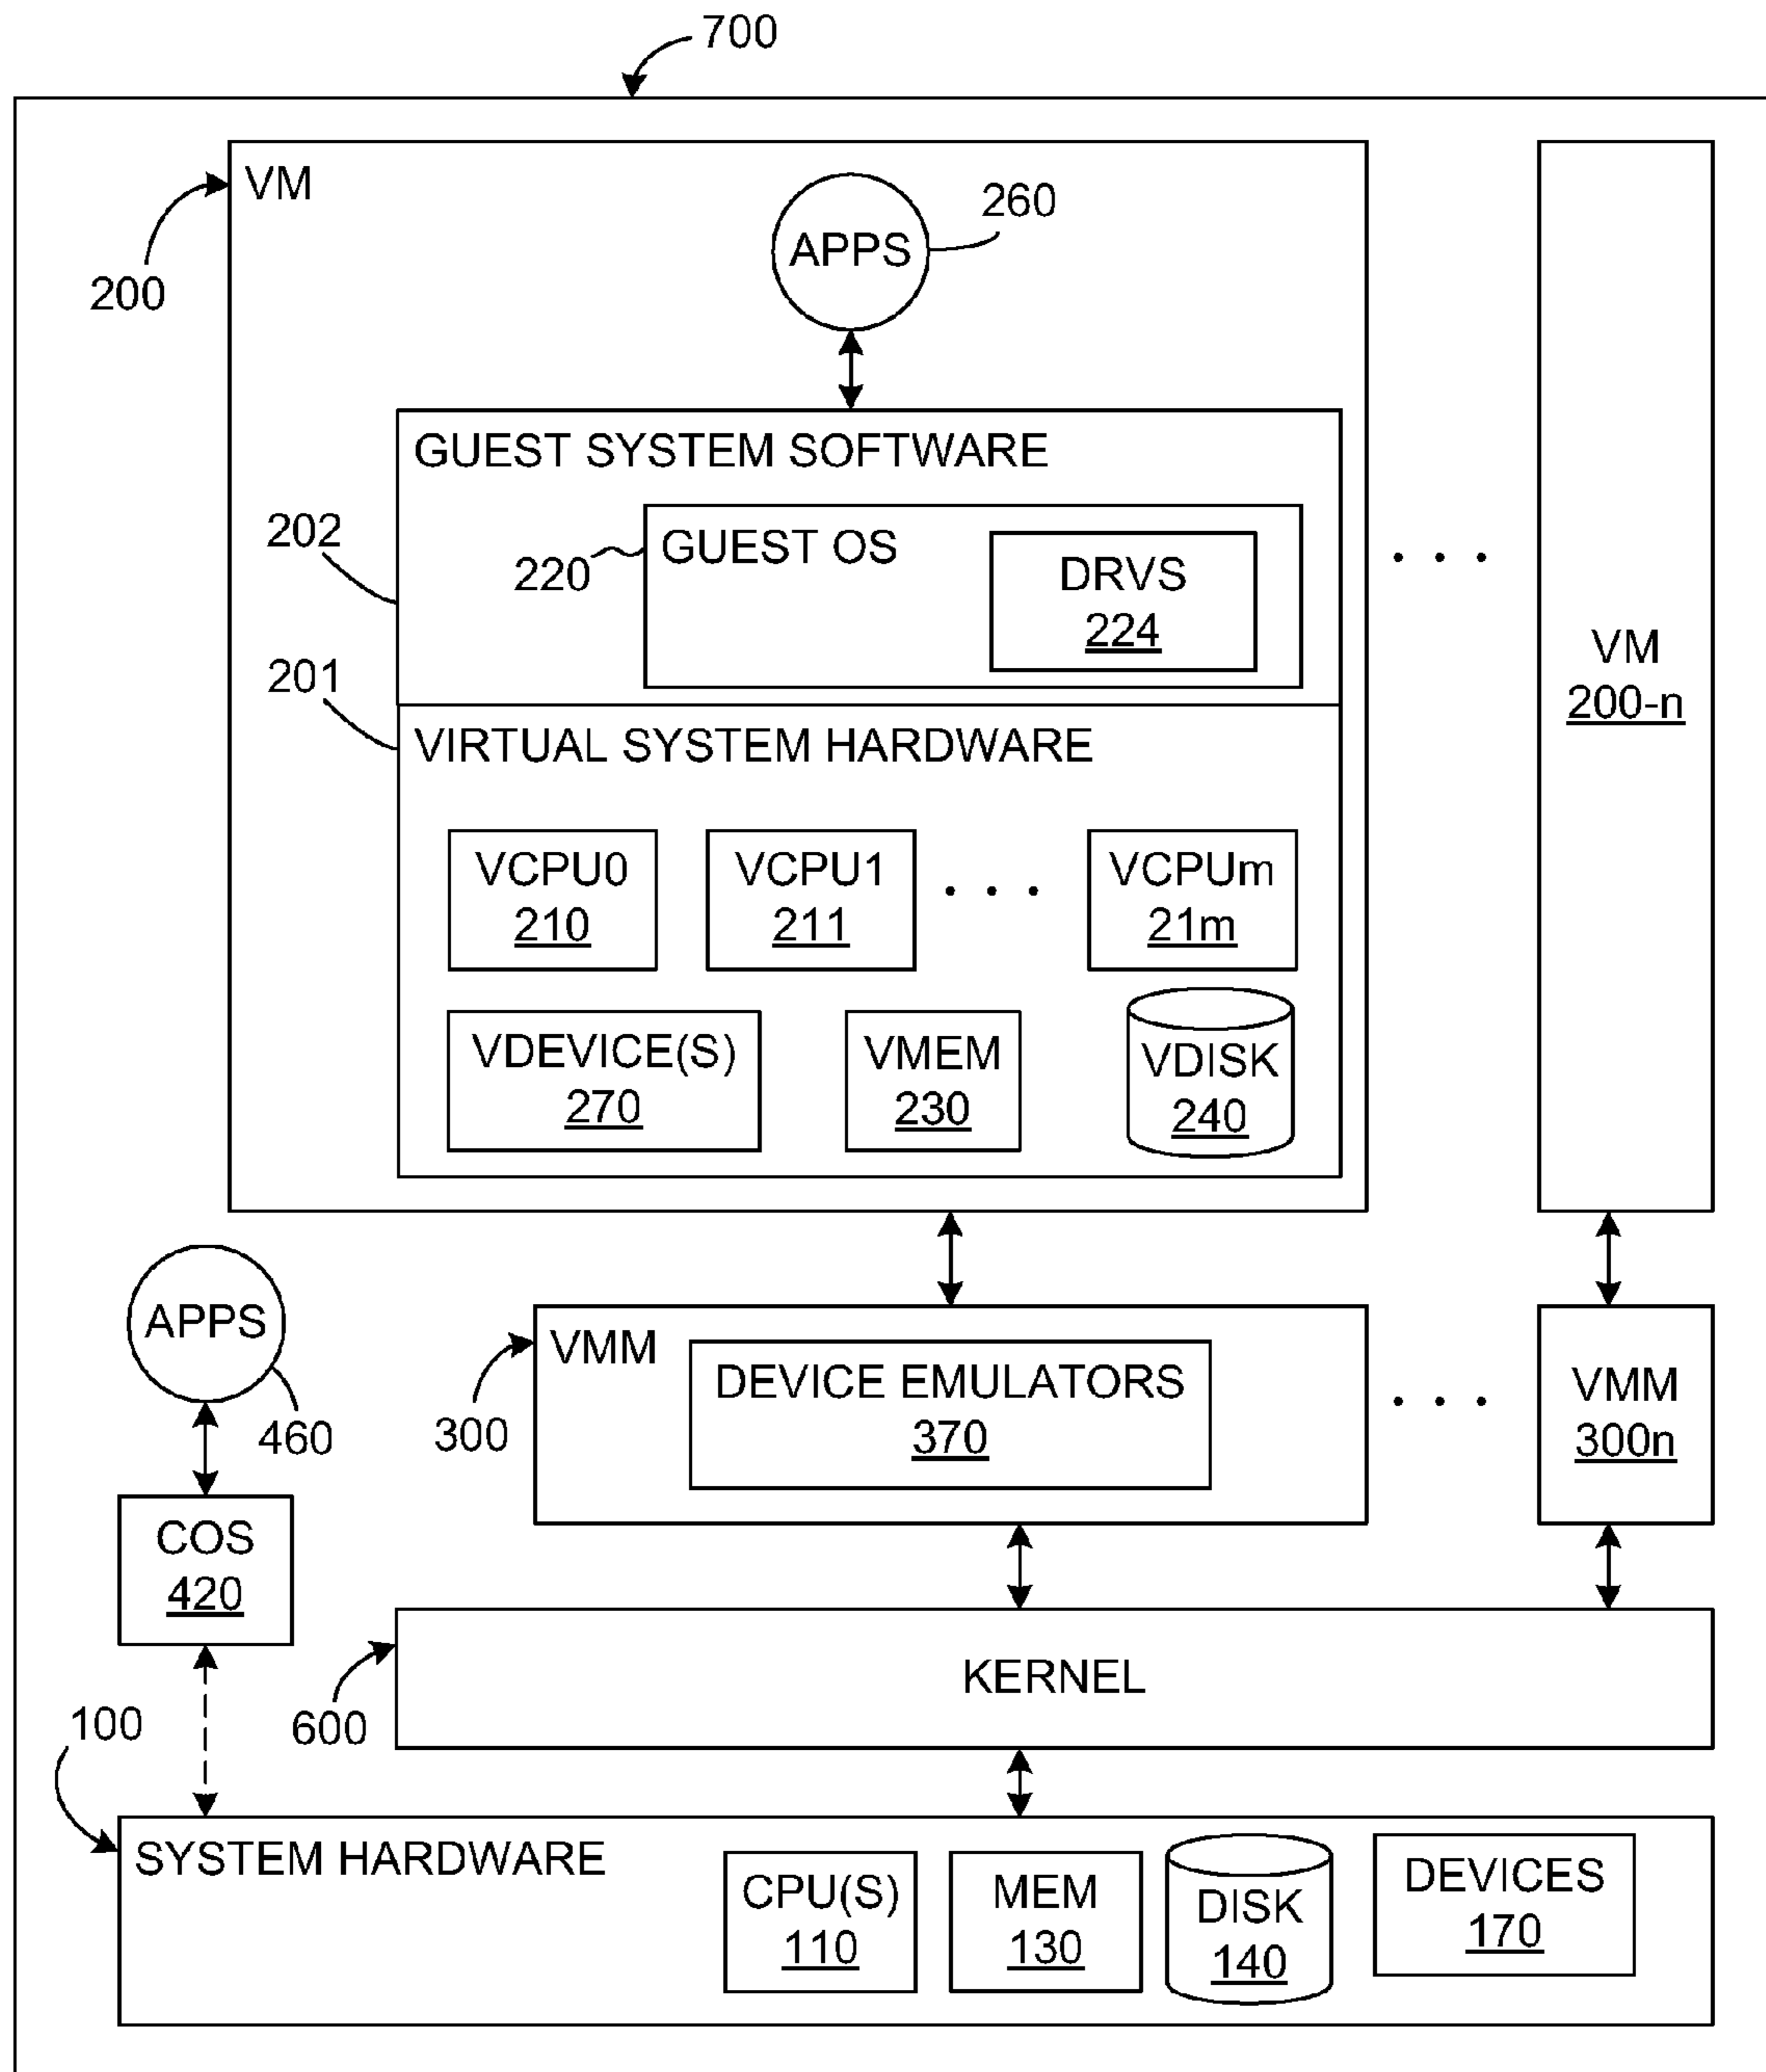 700
VM
200
APPS
260
GUEST SYSTEM SOFTWARE
202
220
GUEST OS
DRVS
224
201
VIRTUAL SYSTEM HARDWARE
VCPU0
210
VCPU1
211
. . .
VCPUm
21m
VDEVICE(S)
270
VMEM
230
VDISK
240
. . .
VM
200-n
APPS
460
300
VMM
DEVICE EMULATORS
370
. . .
VMM
300n
COS
420
600
KERNEL
100
SYSTEM HARDWARE
CPU(S)
110
MEM
130
DISK
140
DEVICES
170